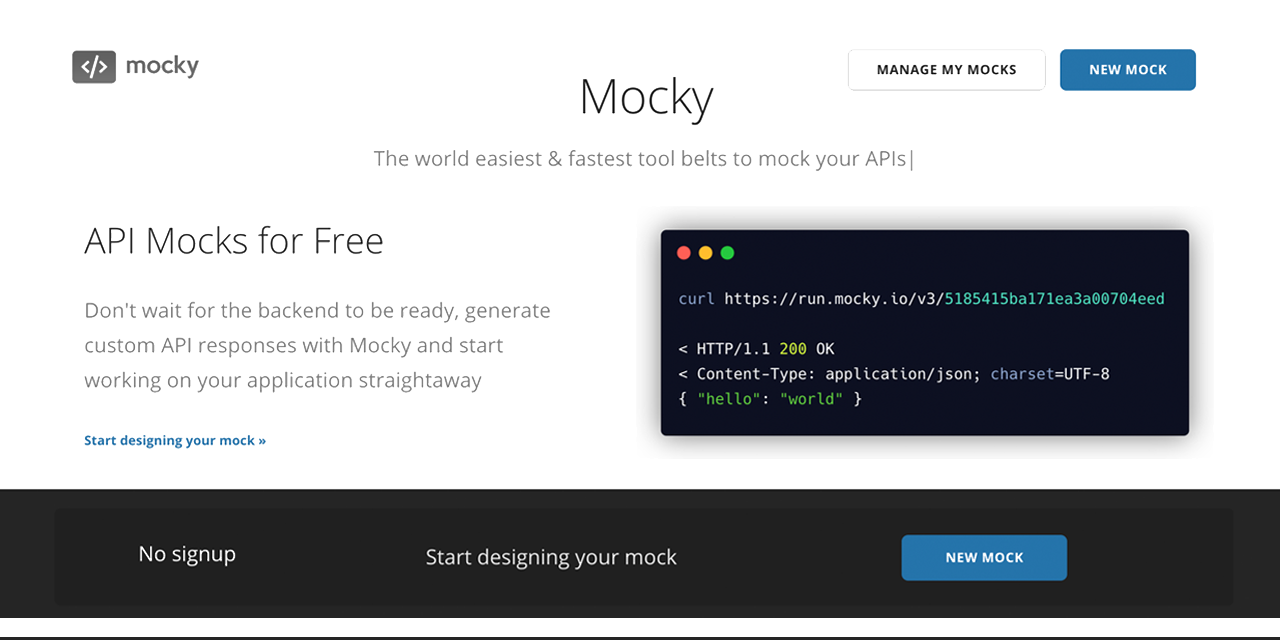 mocky
MANAGE MY MOCKS
NEW MOCK
Mocky
The world easiest & fastest tool belts to mock your APIs|
API Mocks for Free
Don't wait for the backend to be ready, generate
custom API responses with Mocky and start
working on your application straightaway
Start designing your mock »
curl https://run.mocky.io/v3/5185415ba171ea3a00704eed
< HTTP/1.1 200 OK
< Content-Type: application/json; charset=UTF-8
{ "hello": "world" }
No signup
Start designing your mock
NEW MOCK